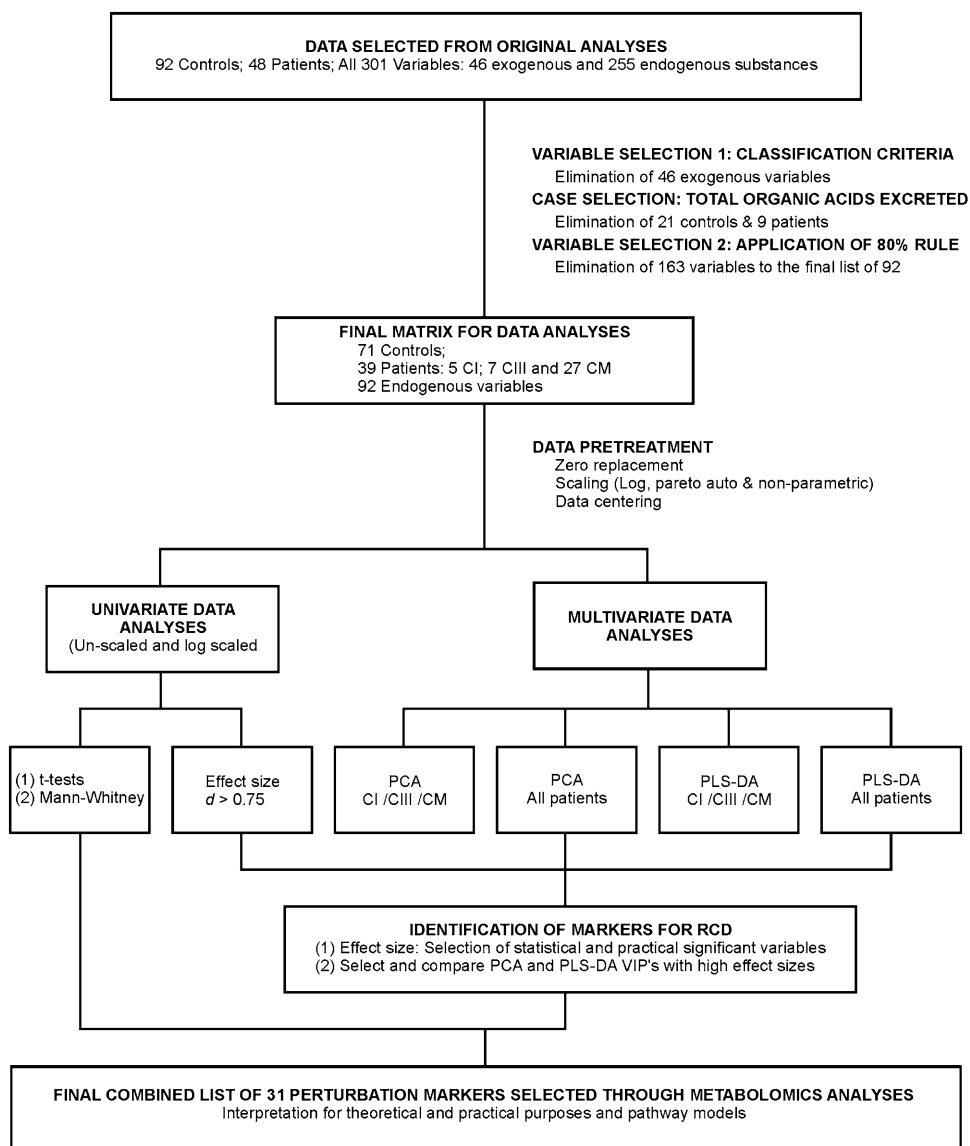 DATA SELECTED FROM ORIGINAL ANALYSES
92 Controls; 48 Patients; All 301 Variables: 46 exogenous and 255 endogenous substances
VARIABLE SELECTION 1: CLASSIFICATION CRITERIA
Elimination of 46 exogenous variables
CASE SELECTION: TOTAL ORGANIC ACIDS EXCRETED
Elimination of 21 controls & 9 patients
VARIABLE SELECTION 2: APPLICATION OF 80% RULE
Elimination of 163 variables to the final list of 92
FINAL MATRIX FOR DATA ANALYSES
71 Controls;
39 Patients: 5 CI; 7 CIII and 27 CM
92 Endogenous variables
DATA PRETREATMENT
Zero replacement
Scaling (Log, pareto auto & non-parametric)
Data centering
UNIVARIATE DATA
ANALYSES
(Un-scaled and log scaled
MULTIVARIATE DATA
ANALYSES
(1) t-tests
(2) Mann-Whitney
Effect size
d > 0.75
PCA
CI /CIII /CM
PCA
All patients
PLS-DA
CI /CIII /CM
PLS-DA
All patients
IDENTIFICATION OF MARKERS FOR RCD
(1) Effect size: Selection of statistical and practical significant variables
(2) Select and compare PCA and PLS-DA VIP's with high effect sizes
FINAL COMBINED LIST OF 31 PERTURBATION MARKERS SELECTED THROUGH METABOLOMICS ANALYSES
Interpretation for theoretical and practical purposes and pathway models